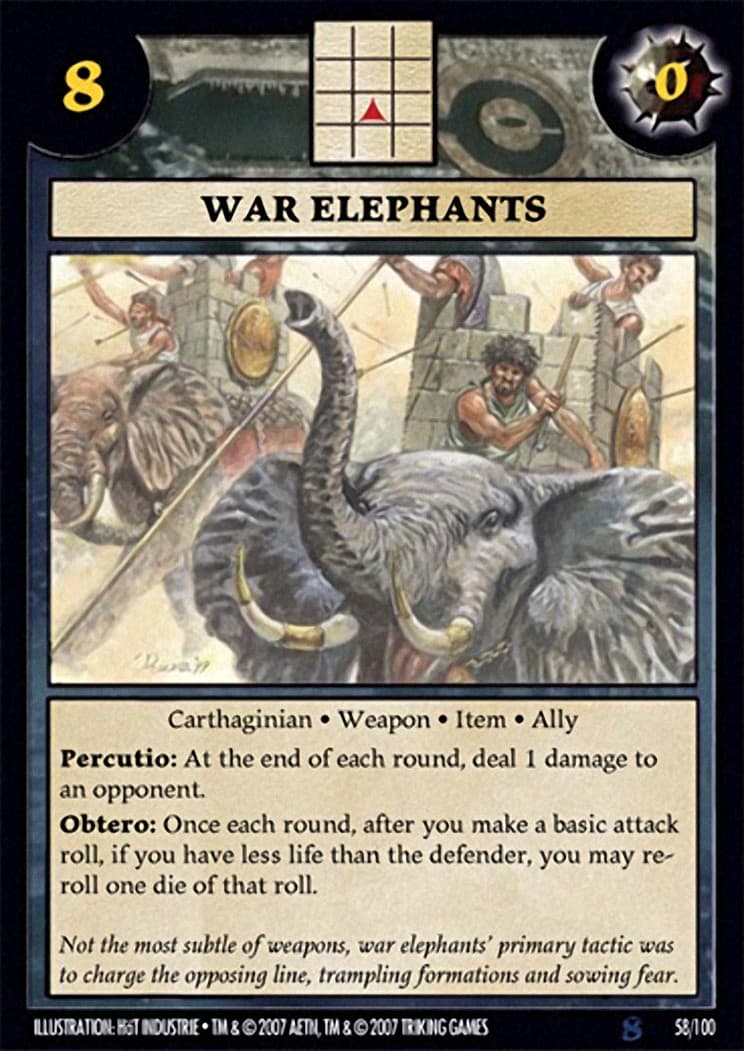 8
0
WAR ELEPHANTS
Carthaginian • Weapon • Item • Ally
Percutio: At the end of each round, deal 1 damage to
an opponent.
Obtero: Once each round, after you make a basic attack
roll, if you have less life than the defender, you may re-
roll one die of that roll.
Not the most subtle of weapons, war elephants' primary tactic was
to charge the opposing line, trampling formations and sowing fear.
ILLUSTRATION: HäT INDUSTRIE • TM & © 2007 AETN, TM & © 2007 TRIKING GAMES 8 58/100